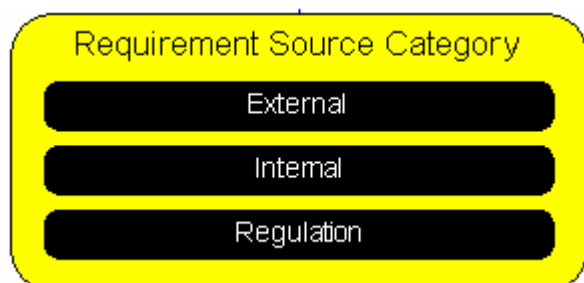 Requirement Source Category
External
Internal
Regulation